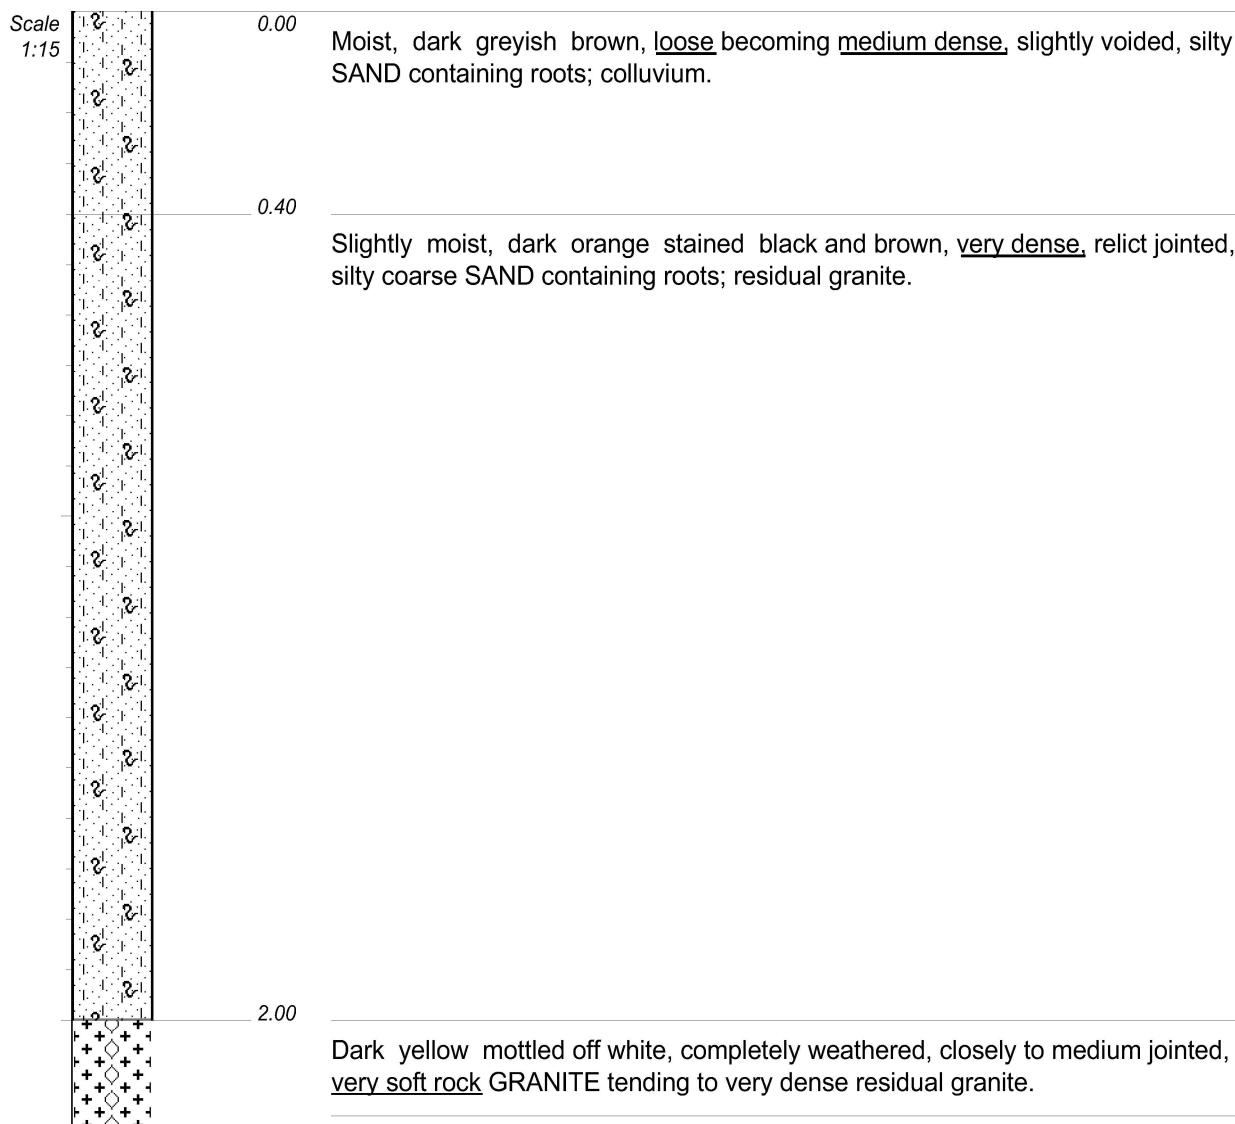 Scale
1:15
0.00
Moist, dark greyish brown, loose becoming medium dense, slightly voided, silty
SAND containing roots; colluvium.
0.40
Slightly moist, dark orange stained black and brown, very dense, relict jointed,
silty coarse SAND containing roots; residual granite.
2.00
Dark yellow mottled off white, completely weathered, closely to medium jointed,
very soft rock GRANITE tending to very dense residual granite.